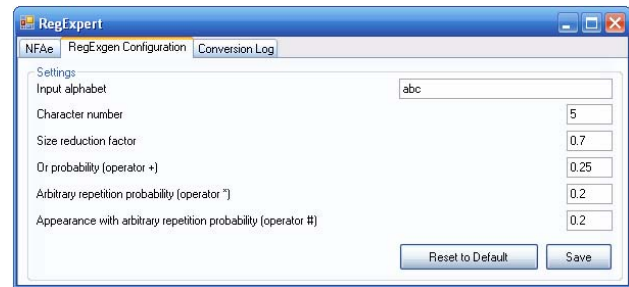 RegExpert
NFAe RegExgen Configuration Conversion Log
Settings
Input alphabet abc
Character number 5
Size reduction factor 0.7
Or probability (operator +) 0.25
Arbitrary repetition probability (operator *) 0.2
Appearance with arbitrary repetition probability (operator #) 0.2
Reset to Default Save